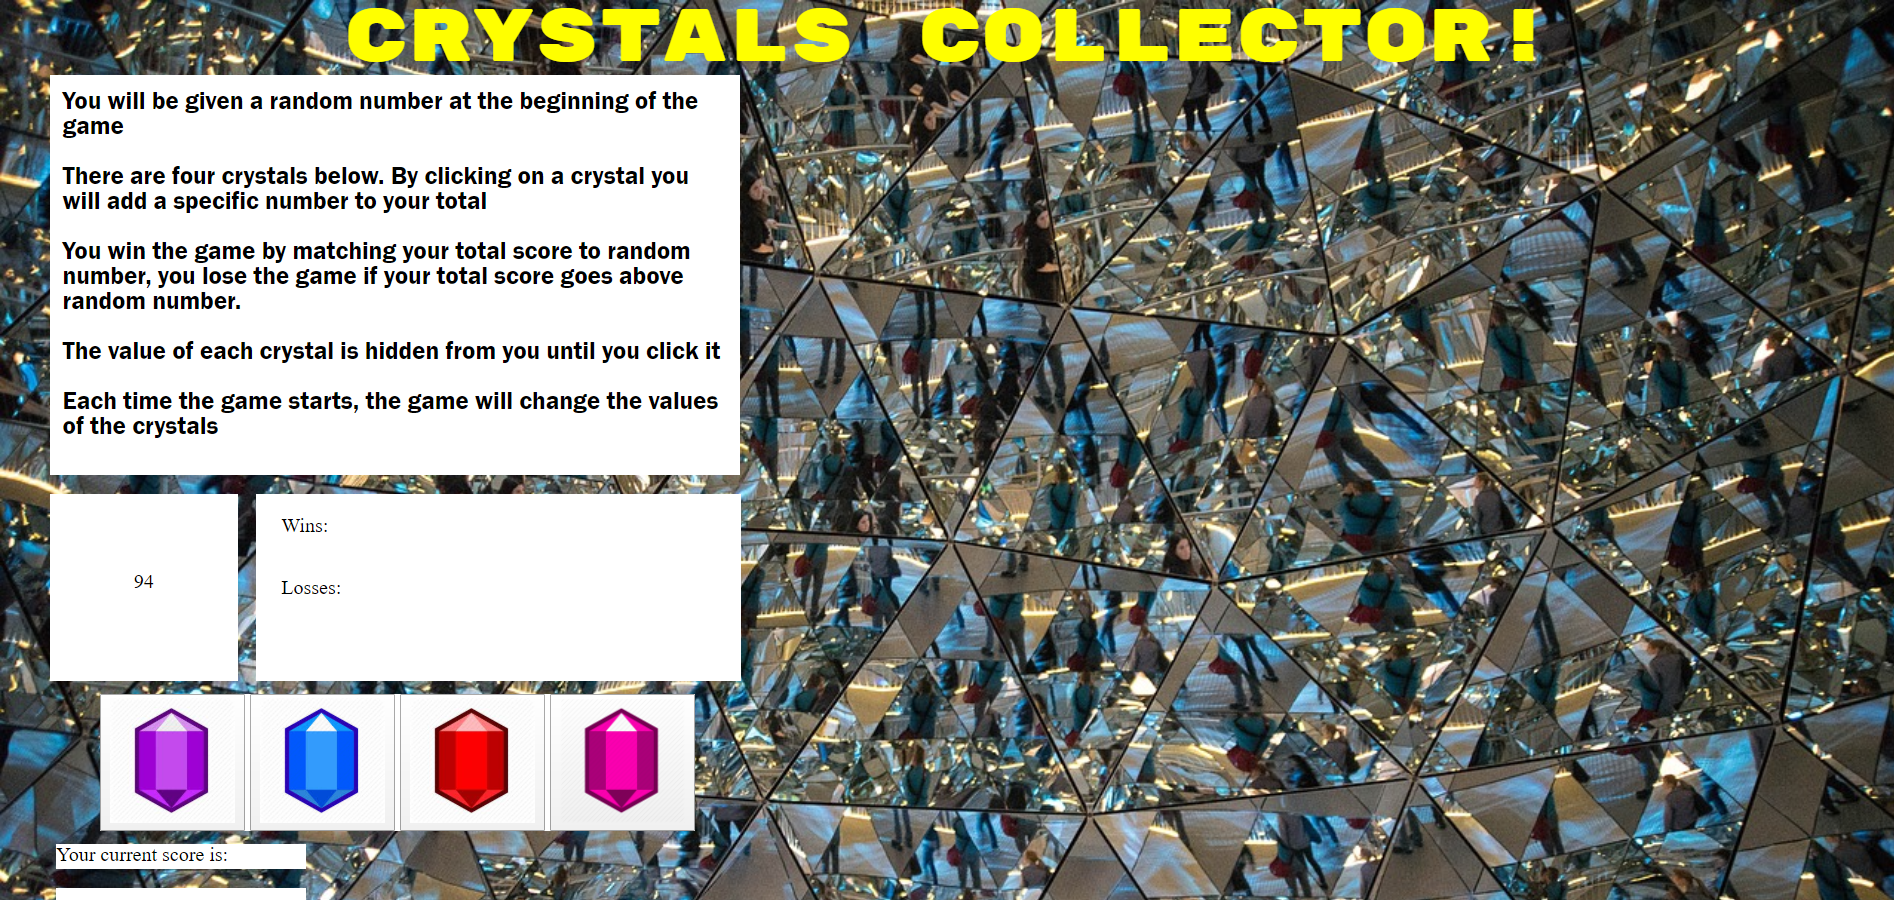 CRYSTALS COLLECTOR!
You will be given a random number at the beginning of the
game
There are four crystals below. By clicking on a crystal you
will add a specific number to your total
You win the game by matching your total score to random
number, you lose the game if your total score goes above
random number.
The value of each crystal is hidden from you until you click it
Each time the game starts, the game will change the values
of the crystals
94
Wins:
Losses:
Your current score is: